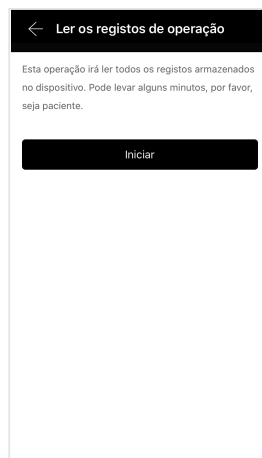 Ler os registos de operação
Esta operação irá ler todos os registos armazenados
no dispositivo. Pode levar alguns minutos, por favor,
seja paciente.
Iniciar